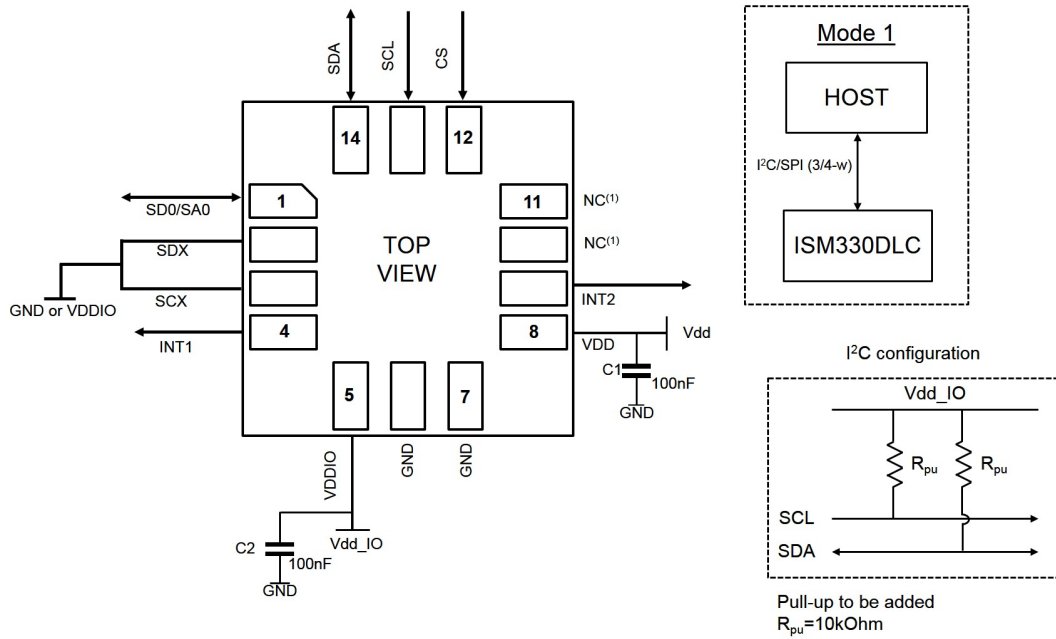 SDA
SCL
CS
14
12
1
SD0/SA0
SDX
GND or VDDIO
SCX
INT1
4
TOP
VIEW
11
NC(1)
NC(1)
INT2
8
VDD
Vdd
C1
100nF
GND
5
7
VDDIO
GND
GND
C2
100nF
GND
Vdd_IO
Mode 1
HOST
I²C/SPI (3/4-w)
ISM330DLC
I²C configuration
Vdd_IO
Rpu
Rpu
SCL
SDA
Pull-up to be added
Rpu=10kOhm